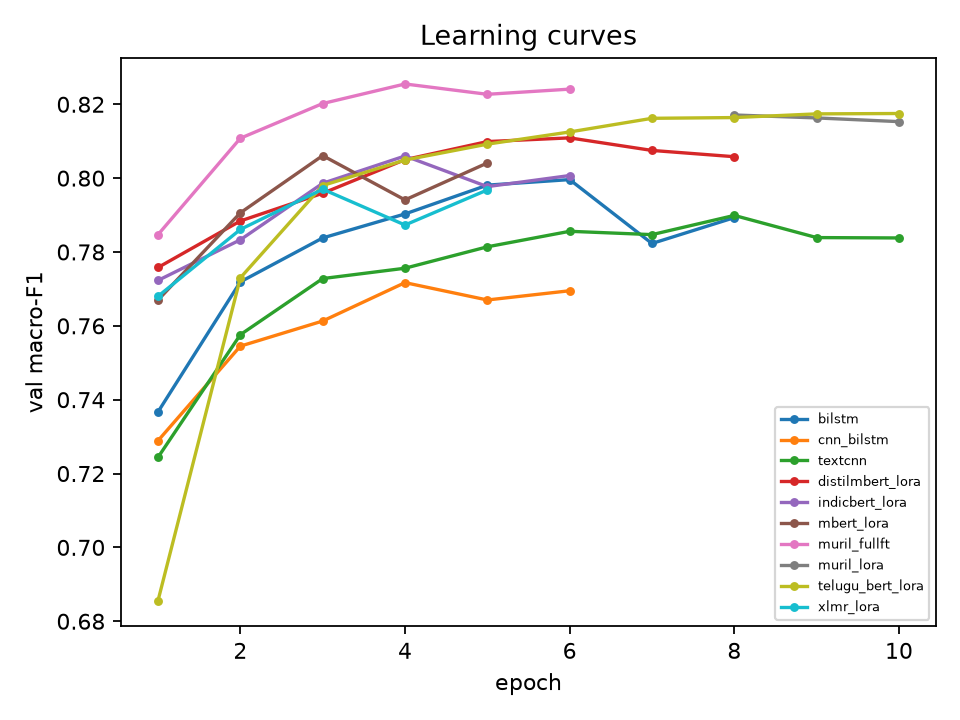 Learning curves
val macro-F1
0.82
0.80
0.78
0.76
0.74
0.72
0.70
0.68
2 4 6 8 10
epoch
bilstm
cnn_bilstm
textcnn
distilmbert_lora
indicbert_lora
mbert_lora
muril_fullft
muril_lora
telugu_bert_lora
xlmr_lora